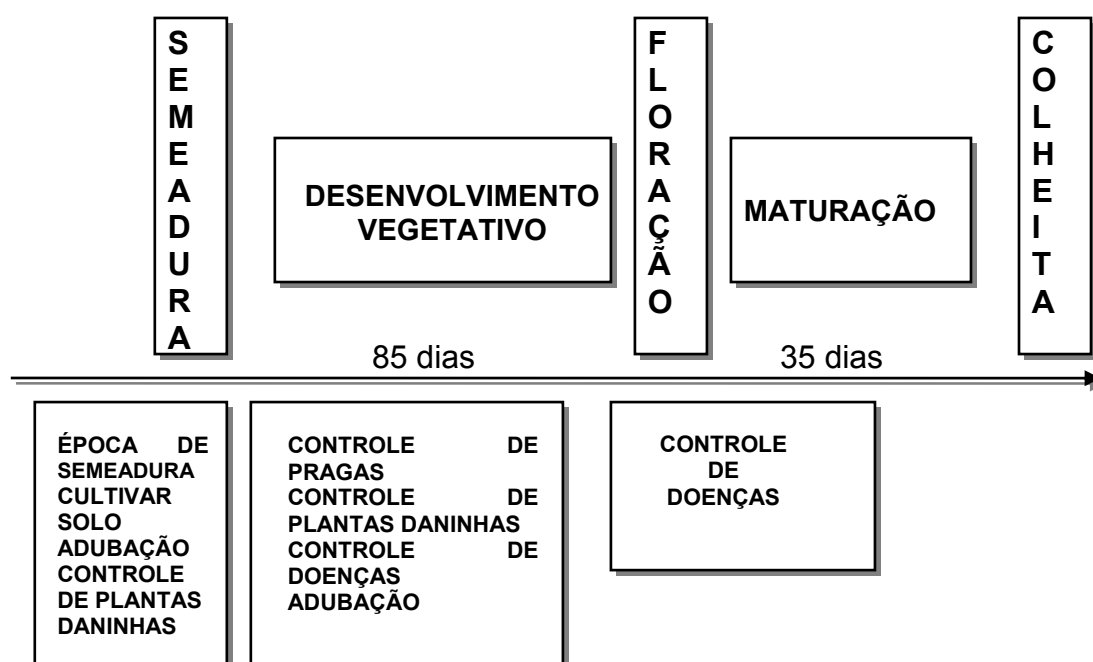 SEMEADURA
DESENVOLVIMENTO
VEGETATIVO
FLORAÇÃO
MATURAÇÃO
COLHEITA
85 dias
35 dias
ÉPOCA DE
SEMEADURA
CULTIVAR
SOLO
ADUBAÇÃO
CONTROLE
DE PLANTAS
DANINHAS
CONTROLE DE
PRAGAS
CONTROLE DE
PLANTAS DANINHAS
CONTROLE DE
DOENÇAS
ADUBAÇÃO
CONTROLE
DE
DOENÇAS